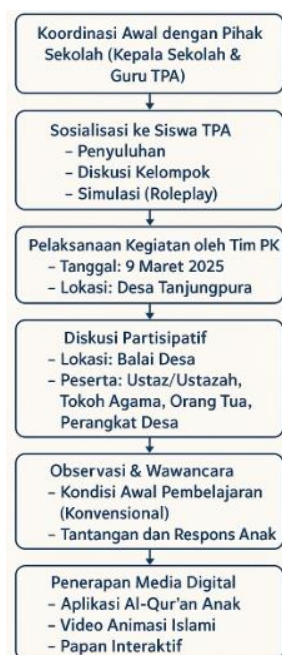 Koordinasi Awal dengan Pihak
Sekolah (Kepala Sekolah &
Guru TPA)
Sosialisasi ke Siswa TPA
– Penyuluhan
– Diskusi Kelompok
– Simulasi (Roleplay)
Pelaksanaan Kegiatan oleh Tim PK
– Tanggal: 9 Maret 2025
– Lokasi: Desa Tanjungpura
Diskusi Partisipatif
– Lokasi: Balai Desa
– Peserta: Ustaz/Ustazah,
Tokoh Agama, Orang Tua,
Perangkat Desa
Observasi & Wawancara
– Kondisi Awal Pembelajaran
(Konvensional)
– Tantangan dan Respons Anak
Penerapan Media Digital
– Aplikasi Al-Qur'an Anak
– Video Animasi Islami
– Papan Interaktif